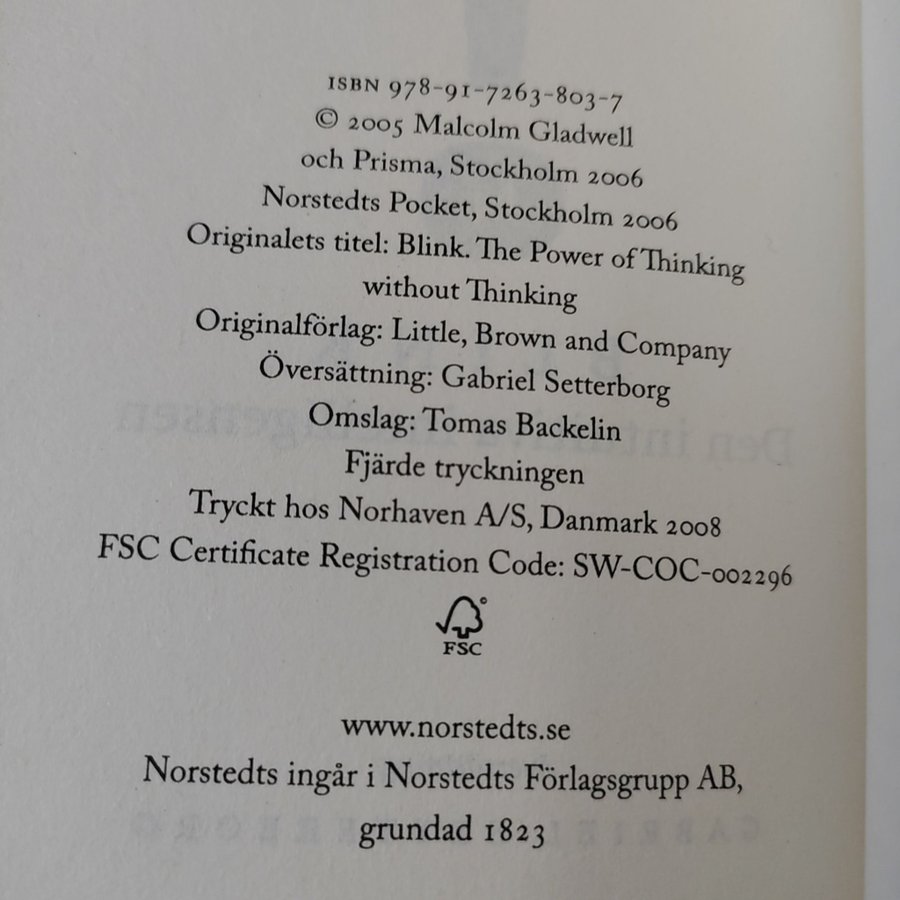 ISBN 978-91-7263-803-7
© 2005 Malcolm Gladwell
och Prisma, Stockholm 2006
Norstedts Pocket, Stockholm 2006
Originalets titel: Blink. The Power of Thinking
without Thinking
Originalförlag: Little, Brown and Company
Översättning: Gabriel Setterborg
Omslag: Tomas Backelin
Fjärde tryckningen
Tryckt hos Norhaven A/S, Danmark 2008
FSC Certificate Registration Code: SW-COC-002296
FSC
www.norstedts.se
Norstedts ingår i Norstedts Förlagsgrupp AB,
grundad 1823